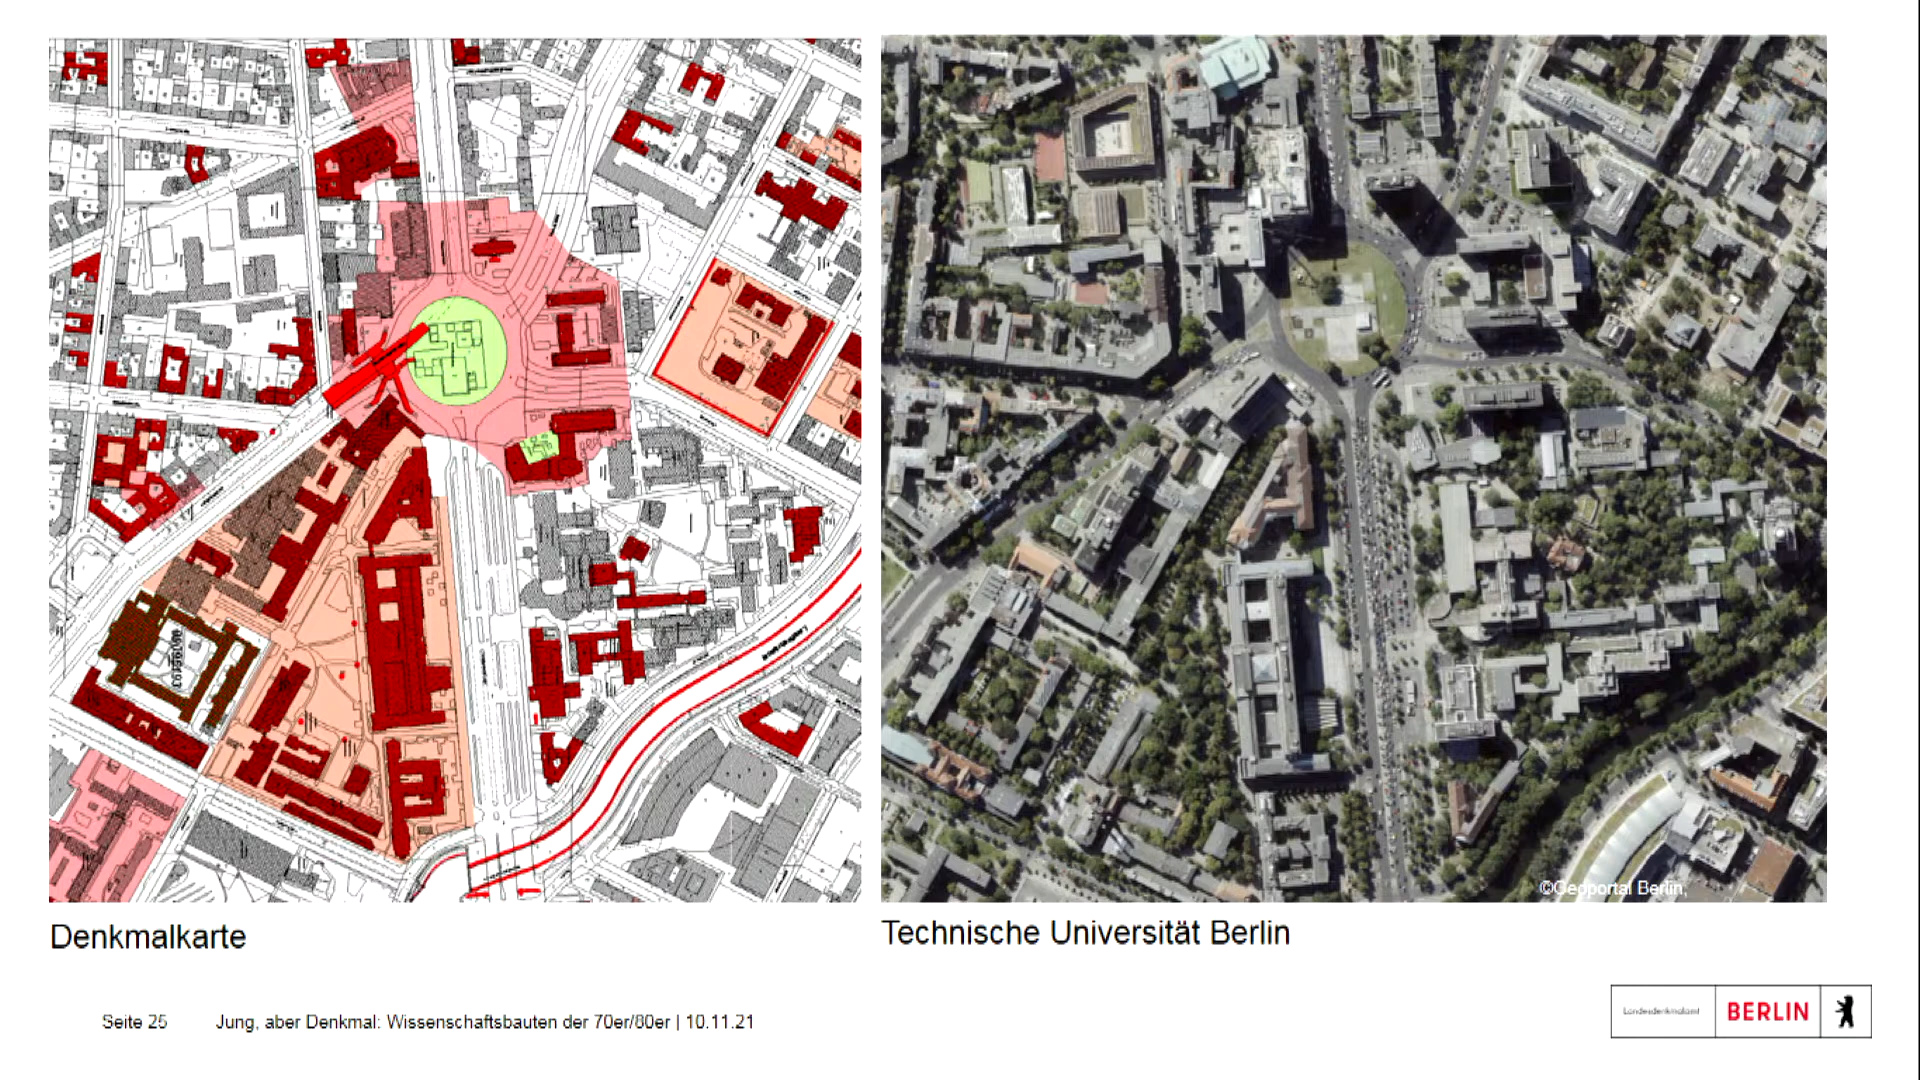 ©Geoportal Berlin,
Denkmalkarte
Technische Universität Berlin
Seite 25
Jung, aber Denkmal: Wissenschaftsbauten der 70er/80er | 10.11.21
Landesdenkmalamt
BERLIN